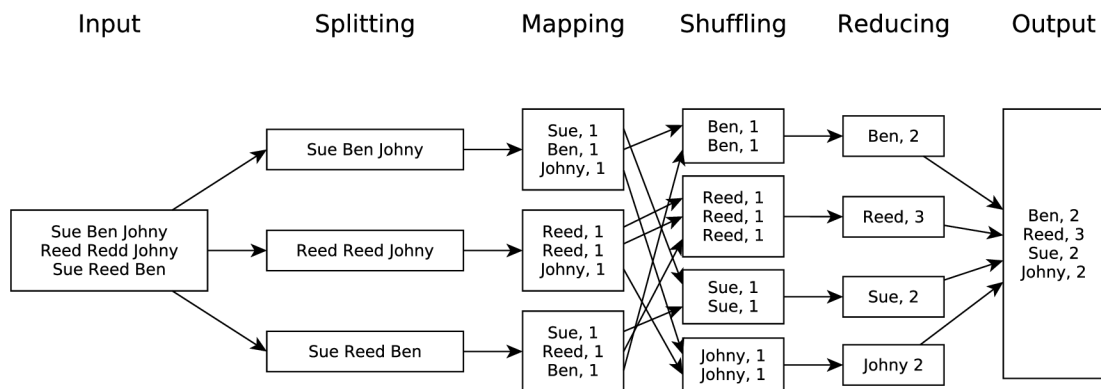 Input
Splitting
Mapping
Shuffling
Reducing
Output
Sue Ben Johny
Reed Redd Johny
Sue Reed Ben
Sue Ben Johny
Reed Reed Johny
Sue Reed Ben
Sue, 1
Ben, 1
Johny, 1
Reed, 1
Reed, 1
Johny, 1
Sue, 1
Reed, 1
Ben, 1
Ben, 1
Ben, 1
Reed, 1
Reed, 1
Reed, 1
Sue, 1
Sue, 1
Johny, 1
Johny, 1
Ben, 2
Reed, 3
Sue, 2
Johny 2
Ben, 2
Reed, 3
Sue, 2
Johny, 2